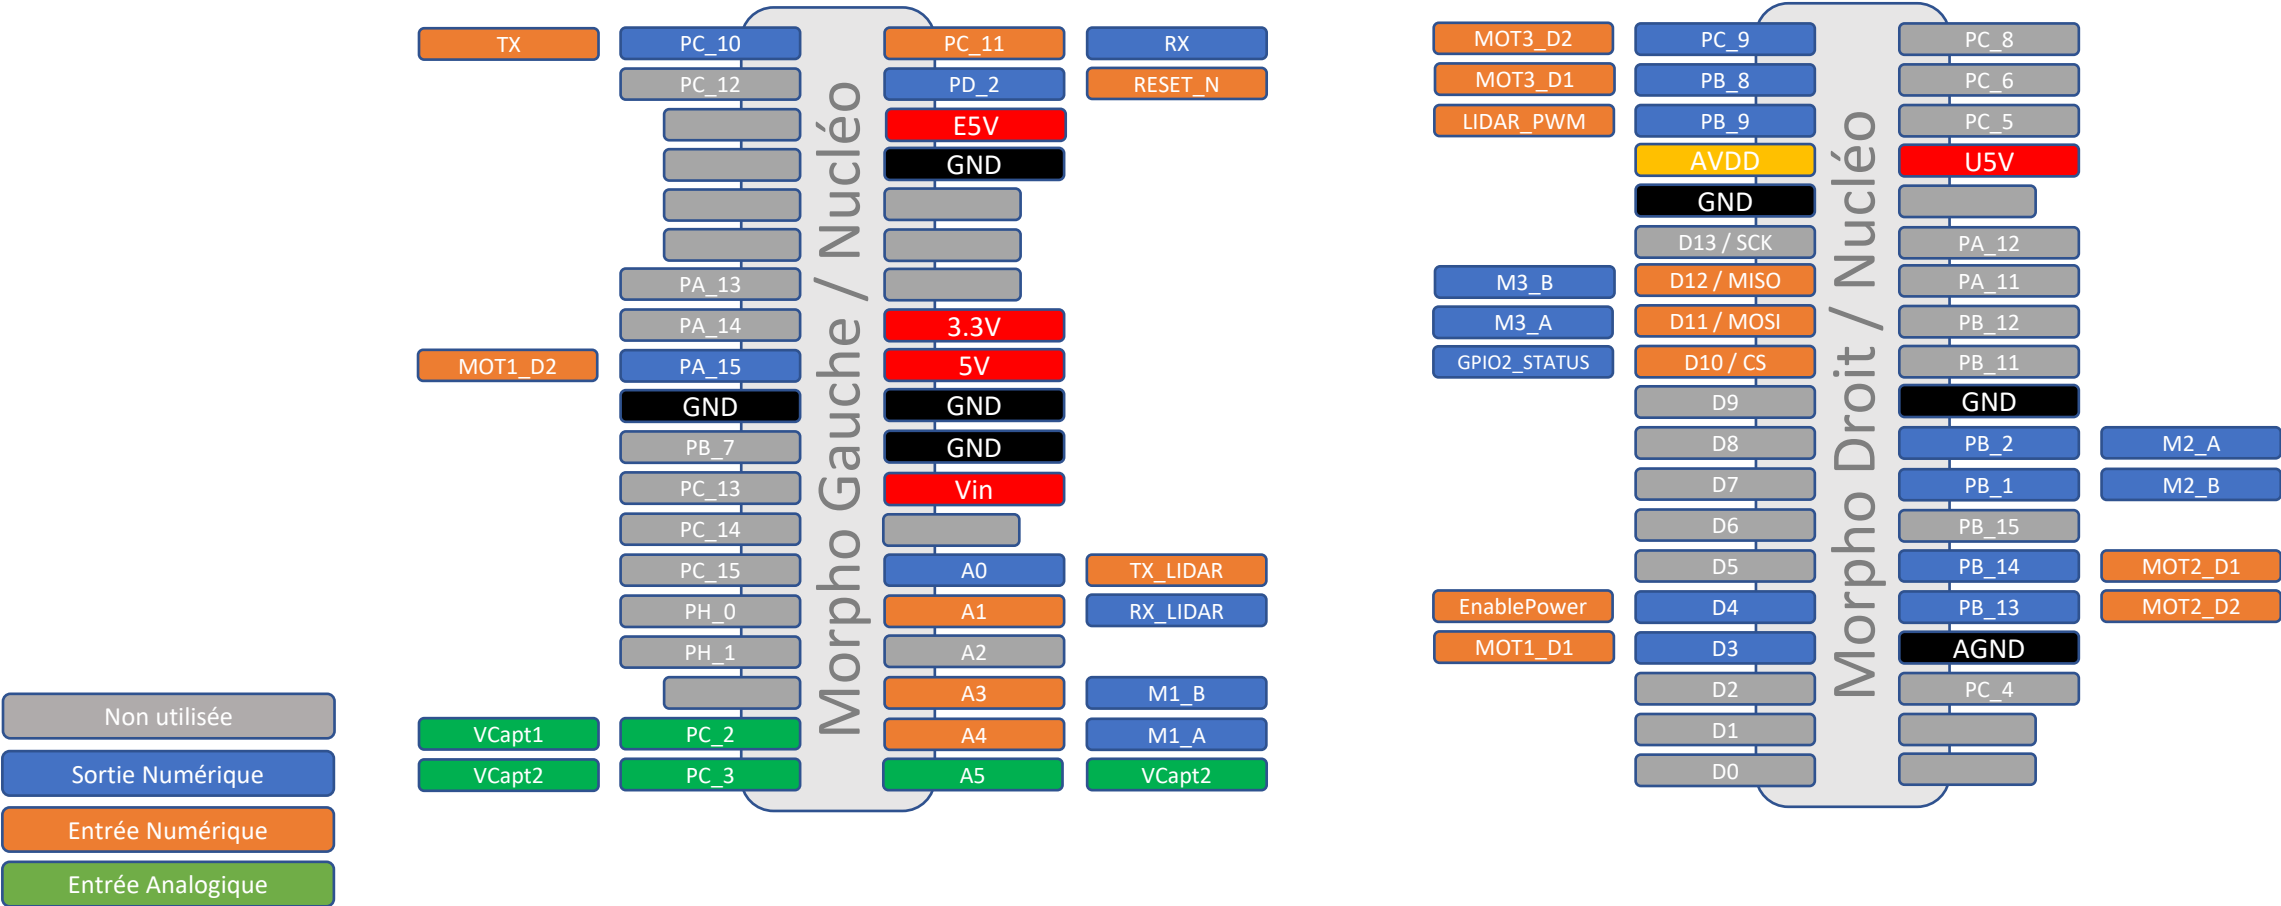 TX PC_10 PC_11 RX
PC_12 PD_2 RESET_N
E5V
GND
PA_13
PA_14 3.3V
MOT1_D2 PA_15 5V
GND GND
PB_7 GND
PC_13 Vin
PC_14
PC_15 A0 TX_LIDAR
PH_0 A1 RX_LIDAR
PH_1 A2
A3 M1_B
VCapt1 PC_2 A4 M1_A
VCapt2 PC_3 A5 VCapt2
Morpho Gauche / Nucléo
MOT3_D2 PC_9 PC_8
MOT3_D1 PB_8 PC_6
LIDAR_PWM PB_9 PC_5
AVDD U5V
GND
D13 / SCK PA_12
M3_B D12 / MISO PA_11
M3_A D11 / MOSI PB_12
GPIO2_STATUS D10 / CS PB_11
D9 GND
D8 PB_2 M2_A
D7 PB_1 M2_B
D6 PB_15
D5 PB_14 MOT2_D1
EnablePower D4 PB_13 MOT2_D2
MOT1_D1 D3 AGND
D2 PC_4
D1
D0
Morpho Droit / Nucléo
Non utilisée
Sortie Numérique
Entrée Numérique
Entrée Analogique